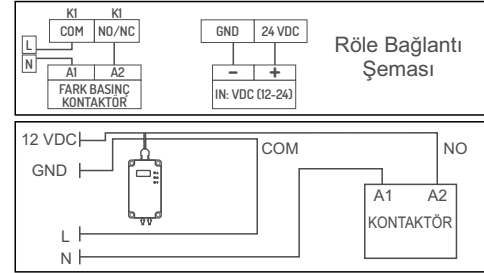 K1 K1
COM NO/NC
L
N
A1 A2
FARK BASINÇ
KONTAKTÖR
GND 24 VDC
– +
IN: VDC (12-24)
Röle Bağlantı
Şeması
12 VDC
GND
L
N
COM
NO
A1 A2
KONTAKTÖR